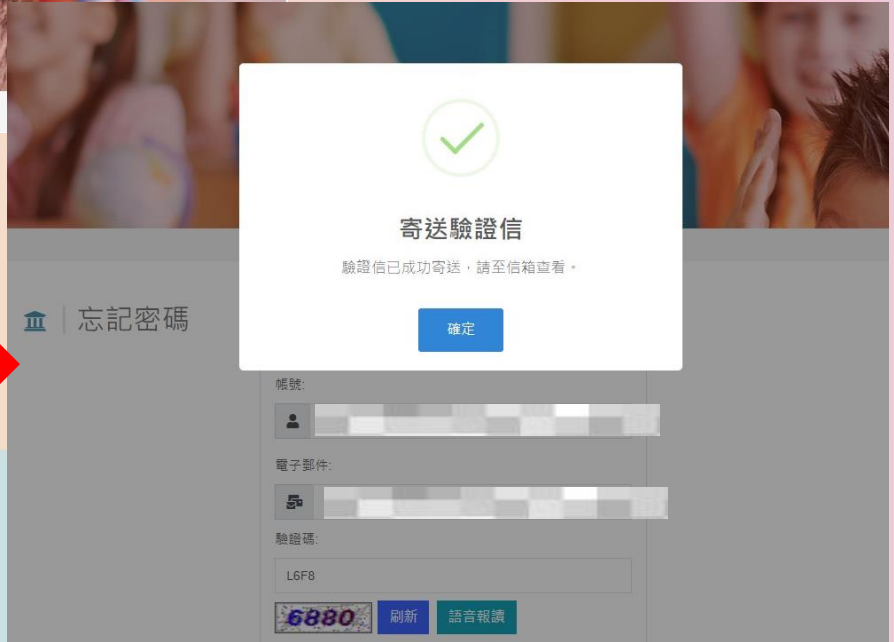 寄送驗證信
驗證信已成功寄送,請至信箱查看。
確定
忘記密碼
帳號:
電子郵件:
驗證碼:
L6F8
6880 刷新 語音報讀